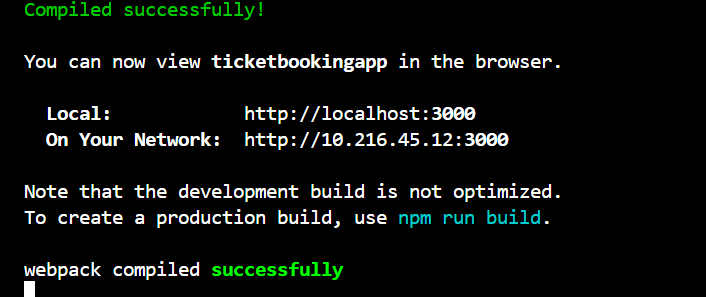 Compiled successfully!
You can now view ticketbookingapp in the browser.
Local: http://localhost:3000
On Your Network: http://10.216.45.12:3000
Note that the development build is not optimized.
To create a production build, use npm run build.
webpack compiled successfully